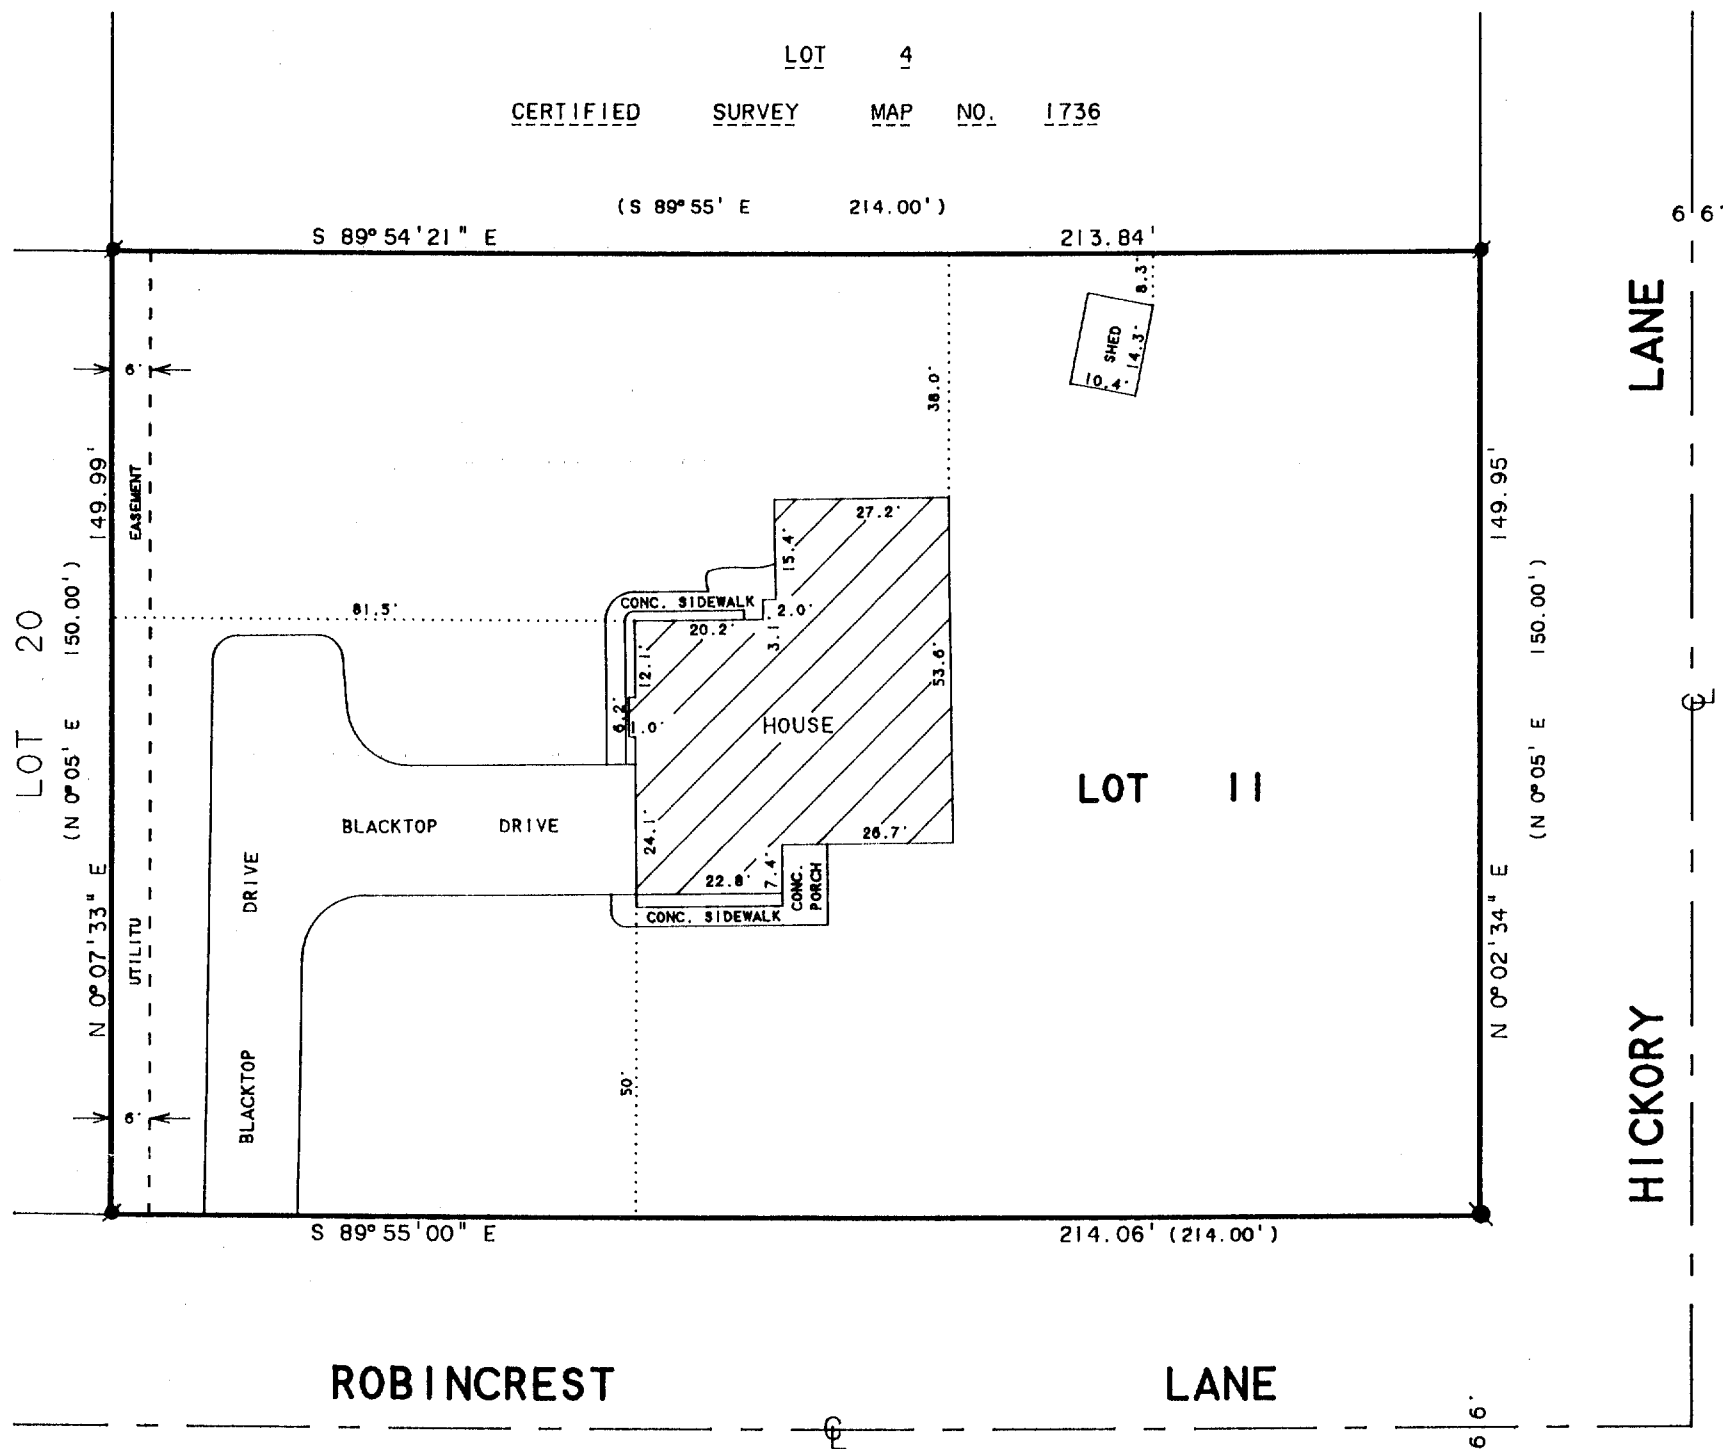 LOT 4
CERTIFIED SURVEY MAP NO. 1736
(S 89° 55' E 214.00')
S 89° 54' 21" E 213.84'
66'
8.3'
SHED
14.3'
10.4'
LANE
6'
38.0'
149.99'
EASEMENT
149.95'
27.2'
15.4'
CONC. SIDEWALK
2.0'
81.5'
20.2'
3.1'
12.1'
53.6'
LOT 20
(N 0° 05' E 150.00')
(N 0° 05' E 150.00')
6.2'
1.0'
HOUSE
LOT 11
BLACKTOP DRIVE
24.1'
26.7'
7.4'
22.8'
CONC.
PORCH
CONC. SIDEWALK
DRIVE
BLACKTOP
N 0° 07' 33" E
UTILITU
N 0° 02' 34" E
50'
6'
HICKORY
S 89° 55' 00" E 214.06' (214.00')
ROBINCREST LANE
66'